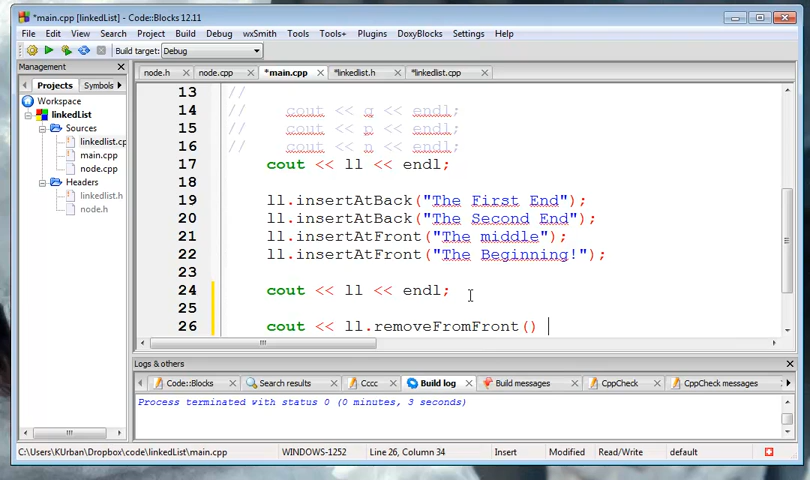 *main.cpp [linkedList] - Code::Blocks 12.11
File Edit View Search Project Build Debug wxSmith Tools Tools+ Plugins DoxyBlocks Settings Help
Build target: Debug
Management
Projects Symbols
Workspace
linkedList
Sources
linkedlist.cp
main.cpp
node.cpp
Headers
linkedlist.h
node.h
node.h node.cpp *main.cpp *linkedlist.h *linkedlist.cpp
13 //
14 // cout << q << endl;
15 // cout << p << endl;
16 // cout << n << endl;
17 cout << ll << endl;
18
19 ll.insertAtBack("The First End");
20 ll.insertAtBack("The Second End");
21 ll.insertAtFront("The middle");
22 ll.insertAtFront("The Beginning!");
23
24 cout << ll << endl;
25
26 cout << ll.removeFromFront()
Logs & others
Code::Blocks Search results Cccc Build log Build messages CppCheck CppCheck messages
Process terminated with status 0 (0 minutes, 3 seconds)
C:\Users\KUrban\Dropbox\code\linkedList\main.cpp WINDOWS-1252 Line 26, Column 34 Insert Modified Read/Write default